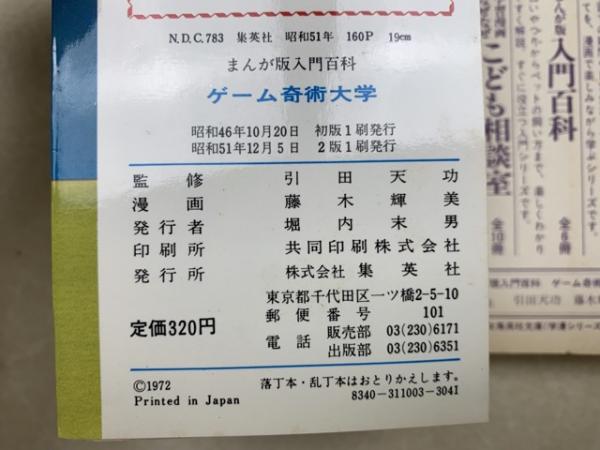 N.D.C.783 集英社 昭和51年 160P 19cm
まんが版入門百科
ゲーム奇術大学
昭和46年10月20日 初版1刷発行
昭和51年12月5日 2版1刷発行
監修 引田天功
漫画 藤木輝美
発行者 堀内末男
印刷所 共同印刷株式会社
発行所 株式会社集英社
東京都千代田区一ツ橋2-5-10
郵便番号 101
定価320円
電話 販売部 03(230)6171
出版部 03(230)6351
©1972
Printed in Japan
落丁本・乱丁本はおとりかえします。
8340-311003-3041
まんが版
入門百科
こども相談室
全10冊